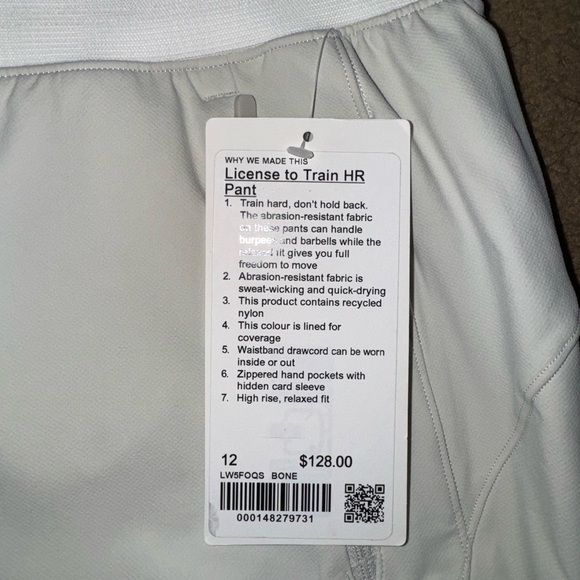 WHY WE MADE THIS
License to Train HR
Pant
1. Train hard, don't hold back.
The abrasion-resistant fabric
on these pants can handle
burpees and barbells while the
relaxed fit gives you full
freedom to move
2. Abrasion-resistant fabric is
sweat-wicking and quick-drying
3. This product contains recycled
nylon
4. This colour is lined for
coverage
5. Waistband drawcord can be worn
inside or out
6. Zippered hand pockets with
hidden card sleeve
7. High rise, relaxed fit
12 $128.00
LW5FOQS BONE
000148279731